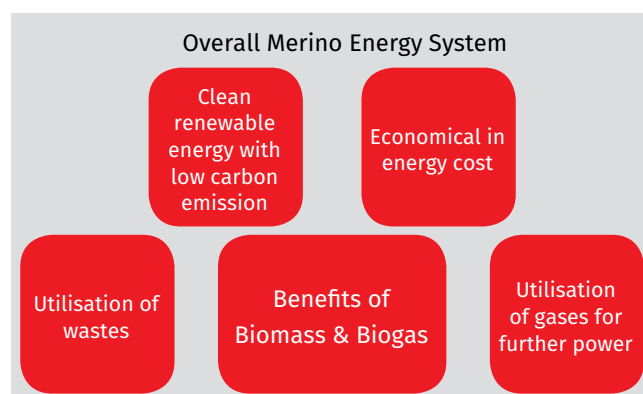 Overall Merino Energy System
Clean
renewable
energy with
low carbon
emission
Economical in
energy cost
Utilisation of
wastes
Benefits of
Biomass & Biogas
Utilisation
of gases for
further power